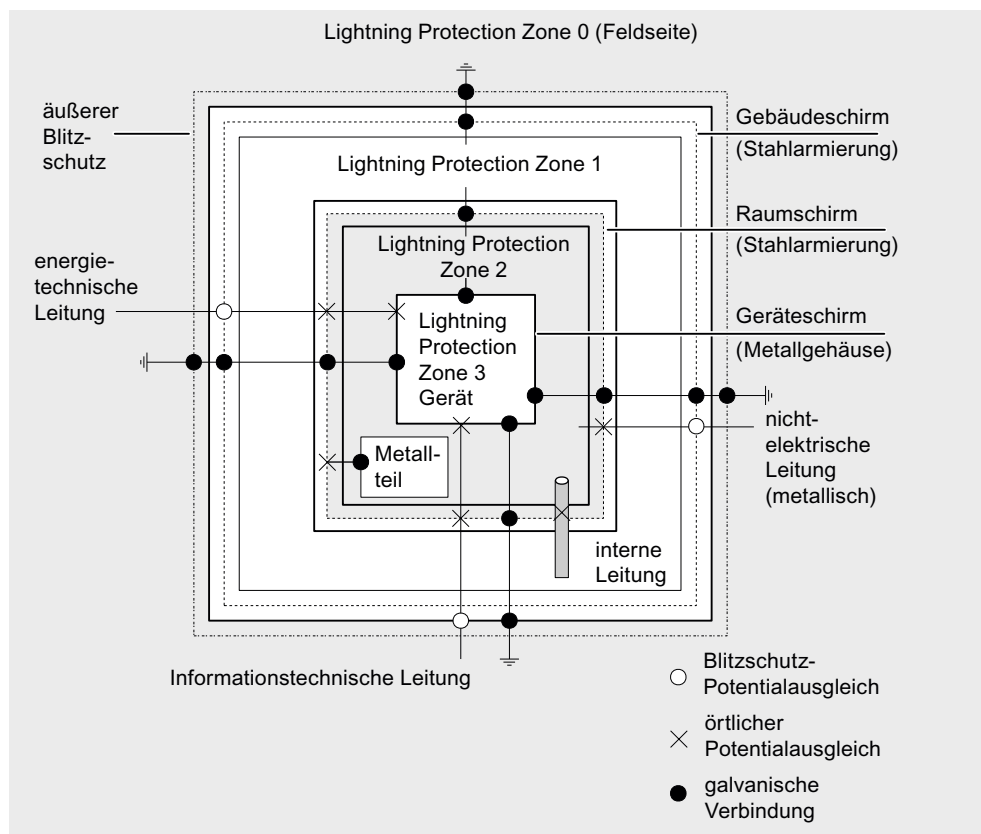 Lightning Protection Zone 0 (Feldseite)
äußerer
Blitz-
schutz
Gebäudeschirm
(Stahlarmierung)
Lightning Protection Zone 1
Raumschirm
(Stahlarmierung)
Lightning Protection
Zone 2
energie-
technische
Leitung
Lightning
Protection
Zone 3
Gerät
Geräteschirm
(Metallgehäuse)
nicht-
elektrische
Leitung
(metallisch)
Metall-
teil
interne
Leitung
Informationstechnische Leitung
Blitzschutz-
Potentialausgleich
örtlicher
Potentialausgleich
galvanische
Verbindung